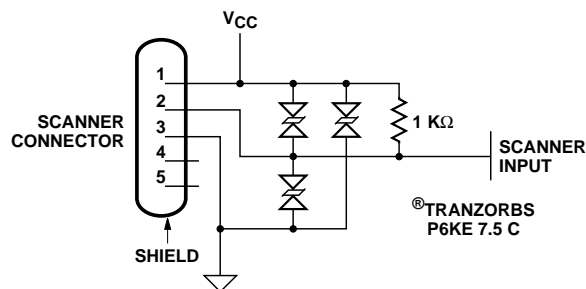 VCC
1
2
3
4
5
SCANNER
CONNECTOR
SHIELD
1 KΩ
SCANNER
INPUT
®TRANZORBS
P6KE 7.5 C